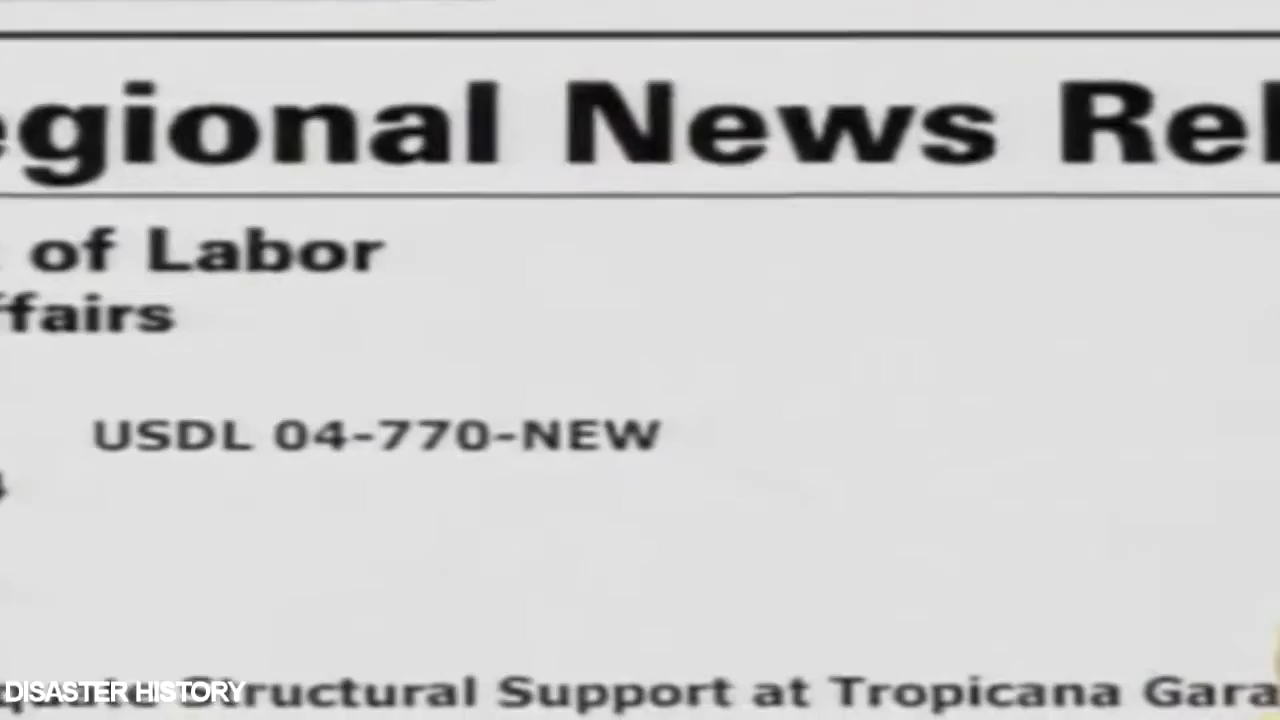 egional News Rel
of Labor
ffairs
USDL 04-770-NEW
Structural Support at Tropicana Gara
DISASTER HISTORY